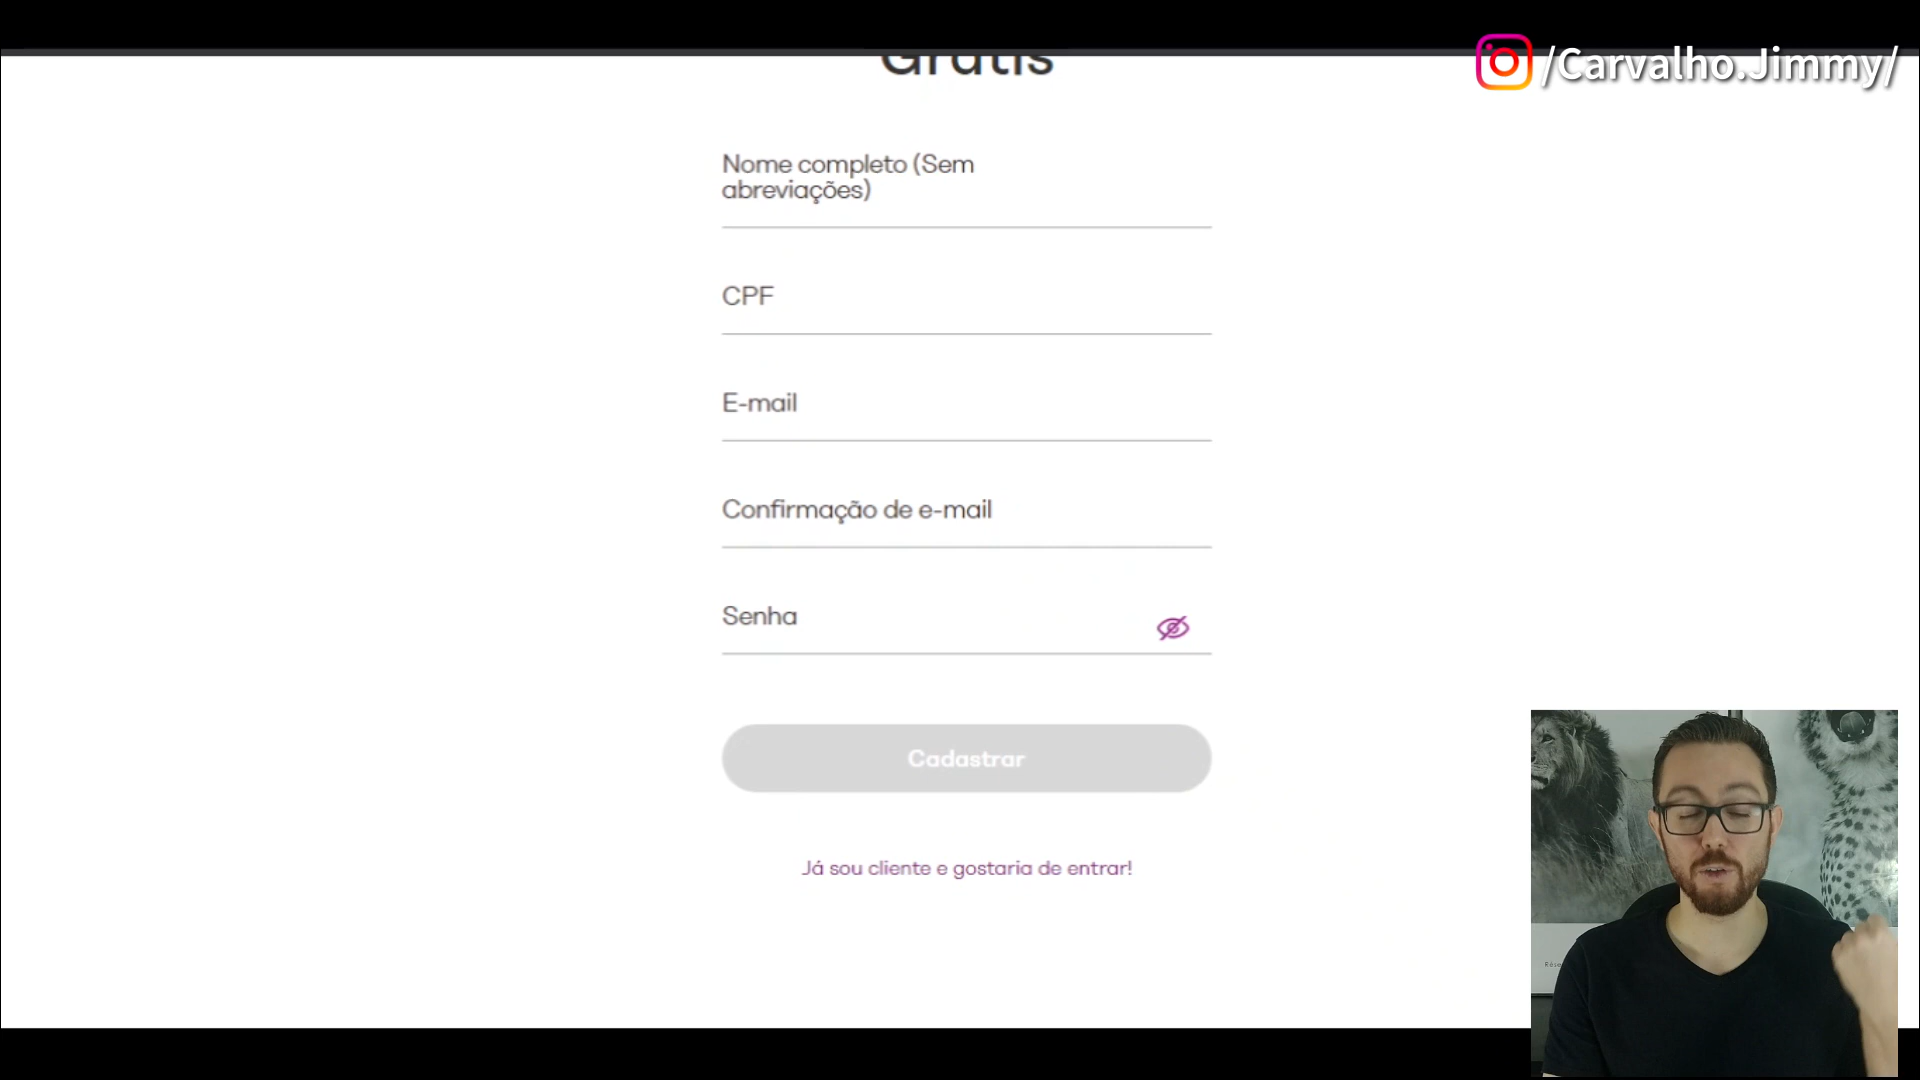 Grátis
/Carvalho.Jimmy/
Nome completo (Sem
abreviações)
CPF
E-mail
Confirmação de e-mail
Senha
Cadastrar
Já sou cliente e gostaria de entrar!